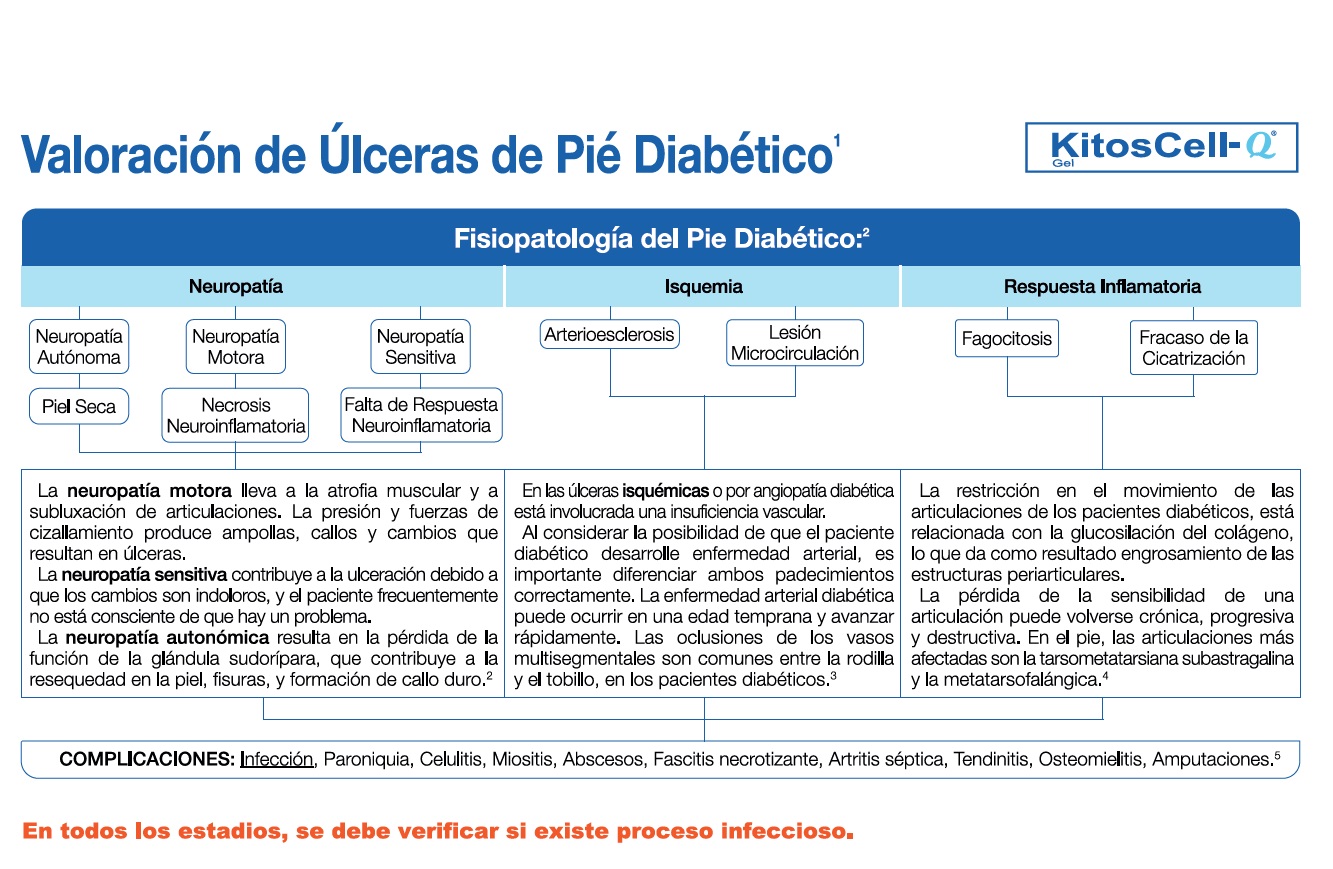 Valoración de Úlceras de Pié Diabético1
KitosCell-Q®
Gel
Fisiopatología del Pie Diabético:2
Neuropatía
Isquemia
Respuesta Inflamatoria
Neuropatía
Autónoma
Neuropatía
Motora
Neuropatía
Sensitiva
Arterioesclerosis
Lesión
Microcirculación
Fagocitosis
Fracaso de la
Cicatrización
Piel Seca
Necrosis
Neuroinflamatoria
Falta de Respuesta
Neuroinflamatoria
La neuropatía motora lleva a la atrofia muscular y a
subluxación de articulaciones. La presión y fuerzas de
cizallamiento produce ampollas, callos y cambios que
resultan en úlceras.
La neuropatía sensitiva contribuye a la ulceración debido a
que los cambios son indoloros, y el paciente frecuentemente
no está consciente de que hay un problema.
La neuropatía autonómica resulta en la pérdida de la
función de la glándula sudorípara, que contribuye a la
resequedad en la piel, fisuras, y formación de callo duro.2
En las úlceras isquémicas o por angiopatía diabética
está involucrada una insuficiencia vascular.
Al considerar la posibilidad de que el paciente
diabético desarrolle enfermedad arterial, es
importante diferenciar ambos padecimientos
correctamente. La enfermedad arterial diabética
puede ocurrir en una edad temprana y avanzar
rápidamente. Las oclusiones de los vasos
multisegmentales son comunes entre la rodilla
y el tobillo, en los pacientes diabéticos.3
La restricción en el movimiento de las
articulaciones de los pacientes diabéticos, está
relacionada con la glucosilación del colágeno,
lo que da como resultado engrosamiento de las
estructuras periarticulares.
La pérdida de la sensibilidad de una
articulación puede volverse crónica, progresiva
y destructiva. En el pie, las articulaciones más
afectadas son la tarsometatarsiana subastragalina
y la metatarsofalángica.4
COMPLICACIONES: Infección, Paroniquia, Celulitis, Miositis, Abscesos, Fascitis necrotizante, Artritis séptica, Tendinitis, Osteomielitis, Amputaciones.5
En todos los estadios, se debe verificar si existe proceso infeccioso.